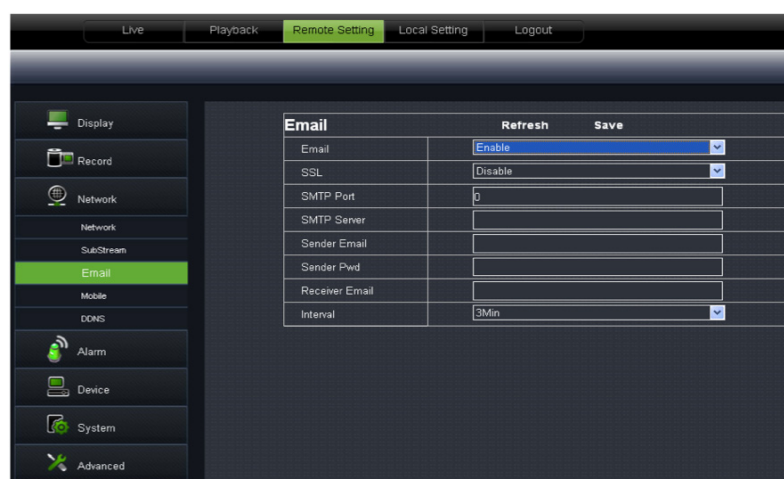 Live Playback Remote Setting Local Setting Logout
Display
Record
Network
Network
SubStream
Email
Mobile
DDNS
Alarm
Device
System
Advanced
Email Refresh Save
Email Enable
SSL Disable
SMTP Port 0
SMTP Server
Sender Email
Sender Pwd
Receiver Email
Interval 3Min